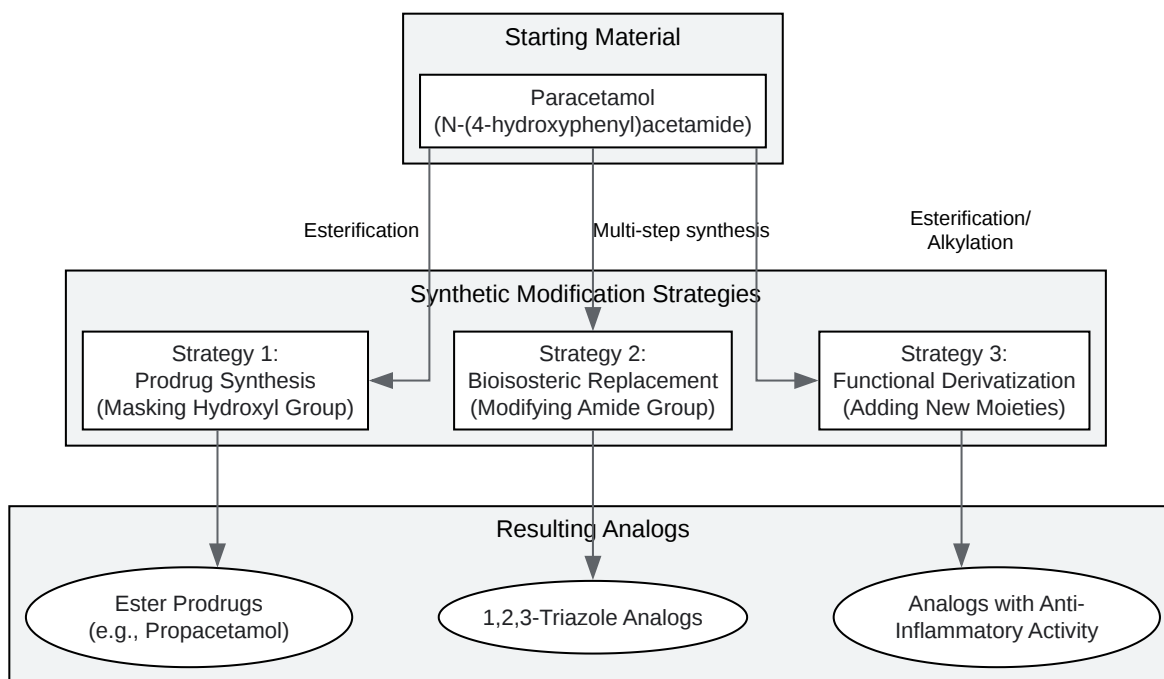 Starting Material
Paracetamol
(N-(4-hydroxyphenyl)acetamide)
Esterification
Multi-step synthesis
Esterification/
Alkylation
Synthetic Modification Strategies
Strategy 1:
Prodrug Synthesis
(Masking Hydroxyl Group)
Strategy 2:
Bioisosteric Replacement
(Modifying Amide Group)
Strategy 3:
Functional Derivatization
(Adding New Moieties)
Resulting Analogs
Ester Prodrugs
(e.g., Propacetamol)
1,2,3-Triazole Analogs
Analogs with Anti-
Inflammatory Activity